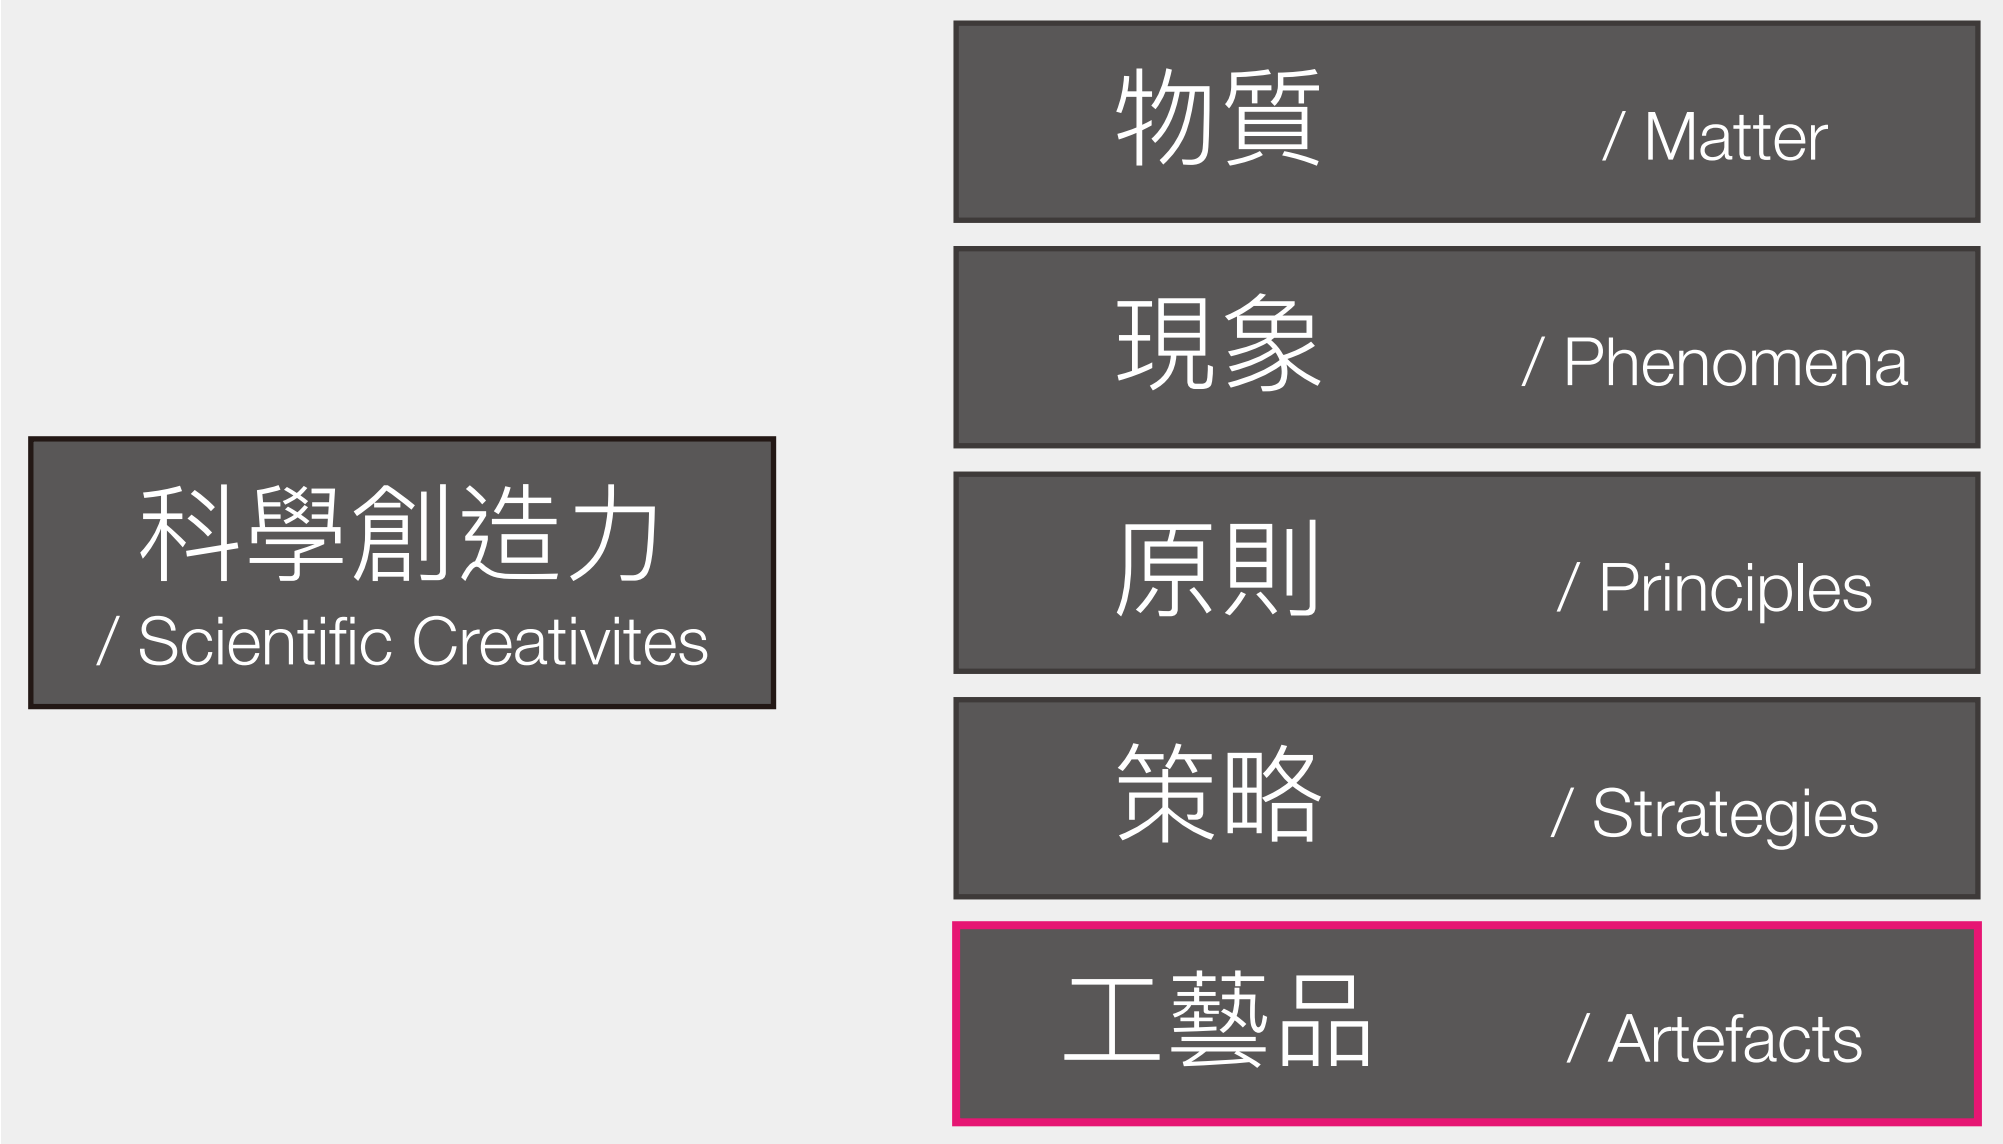 科學創造力
/ Scientific Creativites
物質 / Matter
現象 / Phenomena
原則 / Principles
策略 / Strategies
工藝品 / Artefacts